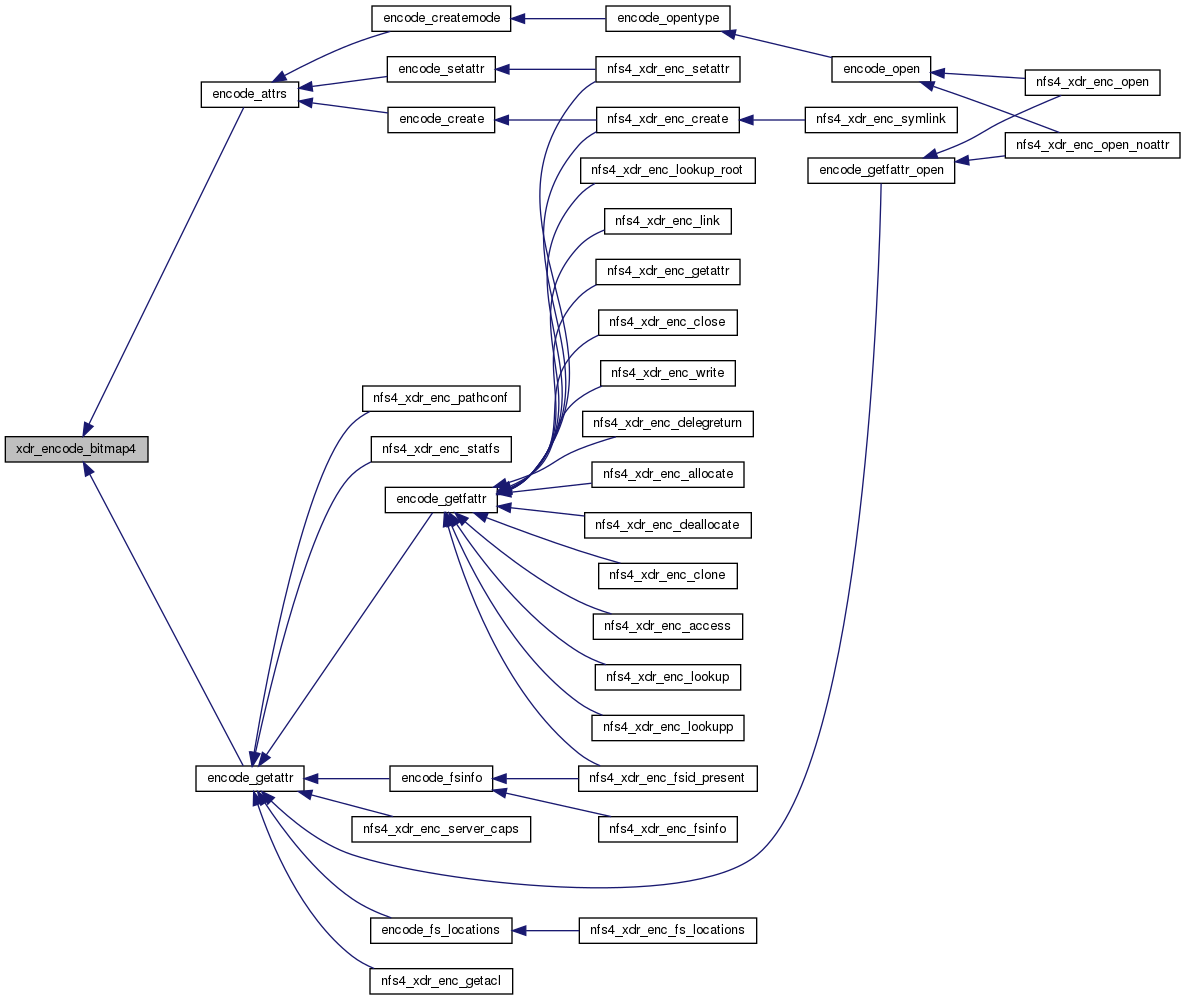 encode_createmode
encode_opentype
encode_setattr
nfs4_xdr_enc_setattr
encode_open
nfs4_xdr_enc_open
encode_attrs
encode_create
nfs4_xdr_enc_create
nfs4_xdr_enc_symlink
nfs4_xdr_enc_open_noattr
nfs4_xdr_enc_lookup_root
encode_getfattr_open
nfs4_xdr_enc_link
nfs4_xdr_enc_getattr
nfs4_xdr_enc_close
nfs4_xdr_enc_write
nfs4_xdr_enc_pathconf
nfs4_xdr_enc_delegreturn
xdr_encode_bitmap4
nfs4_xdr_enc_statfs
nfs4_xdr_enc_allocate
encode_getfattr
nfs4_xdr_enc_deallocate
nfs4_xdr_enc_clone
nfs4_xdr_enc_access
nfs4_xdr_enc_lookup
nfs4_xdr_enc_lookupp
encode_getattr
encode_fsinfo
nfs4_xdr_enc_fsid_present
nfs4_xdr_enc_server_caps
nfs4_xdr_enc_fsinfo
encode_fs_locations
nfs4_xdr_enc_fs_locations
nfs4_xdr_enc_getacl